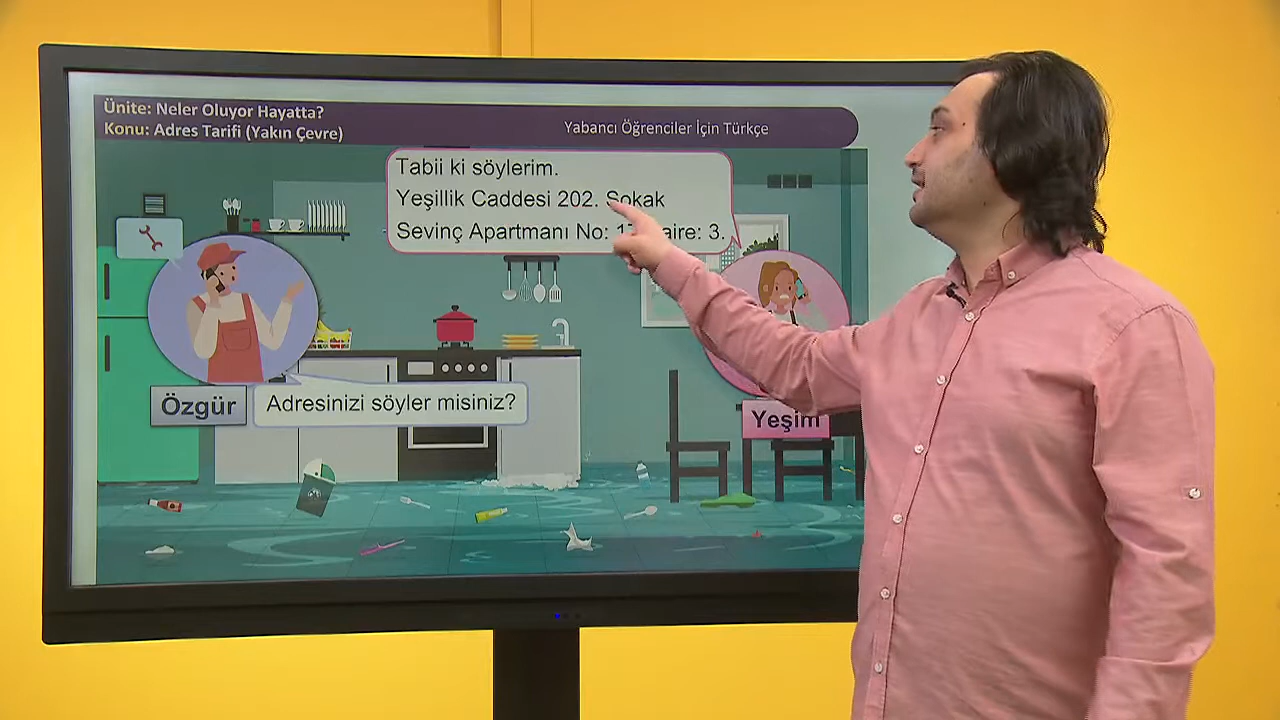 Ünite: Neler Oluyor Hayatta?
Konu: Adres Tarifi (Yakın Çevre)
Yabancı Öğrenciler İçin Türkçe
Tabii ki söylerim.
Yeşillik Caddesi 202. Sokak
Sevinç Apartmanı No: 3.
Özgür
Adresinizi söyler misiniz?
Yeşim